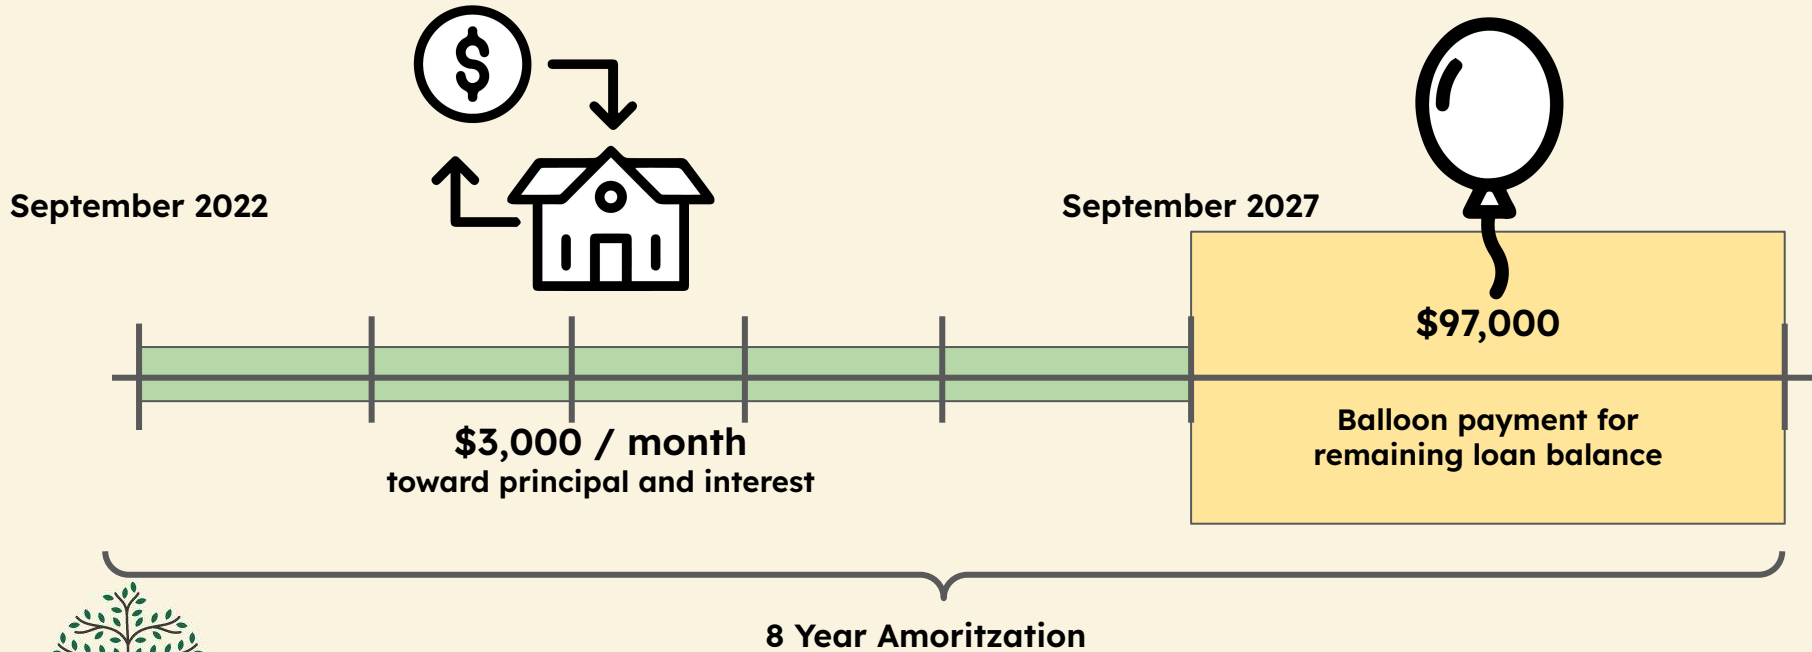 September 2022
September 2027
$97,000
Balloon payment for
remaining loan balance
$3,000 / month
toward principal and interest
8 Year Amoritzation